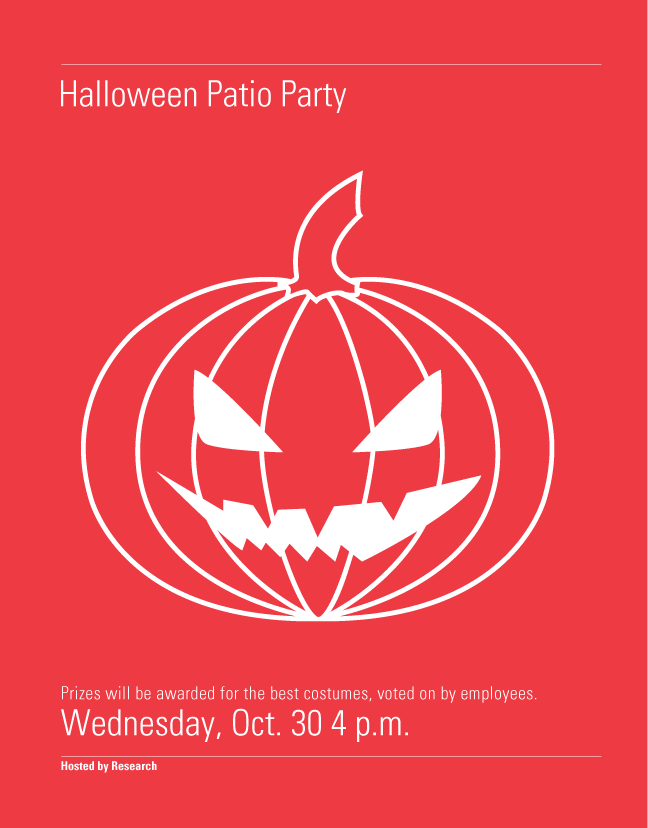 Halloween Patio Party
Prizes will be awarded for the best costumes, voted on by employees.
Wednesday, Oct. 30 4 p.m.
Hosted by Research